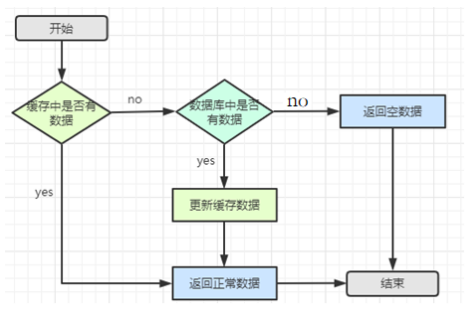 开始
缓存中是否有
数据
no
数据库中是否
有数据
no
返回空数据
yes
yes
更新缓存数据
返回正常数据
结束